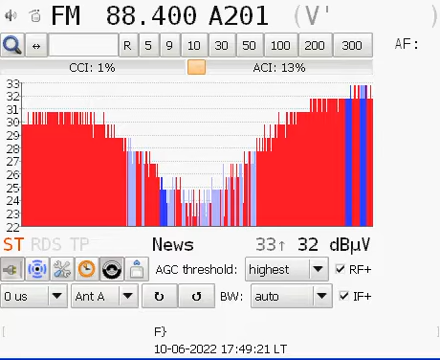 FM 88.400 A201 (V' )
↔ R 5 9 10 30 50 100 200 300 AF:
CCI: 1% ACI: 13%
33
32
31
30
29
28
27
26
25
24
23
22
ST RDS TP News 33↑ 32 dBµV
AGC threshold: highest RF+
0 us Ant A ↻ ↺ BW: auto IF+
[ F} [
10-06-2022 17:49:21 LT